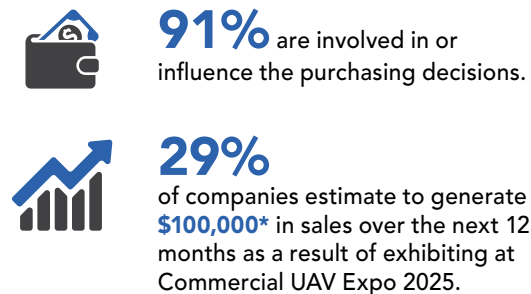 91% are involved in or
influence the purchasing decisions.
29%
of companies estimate to generate
$100,000* in sales over the next 12
months as a result of exhibiting at
Commercial UAV Expo 2025.